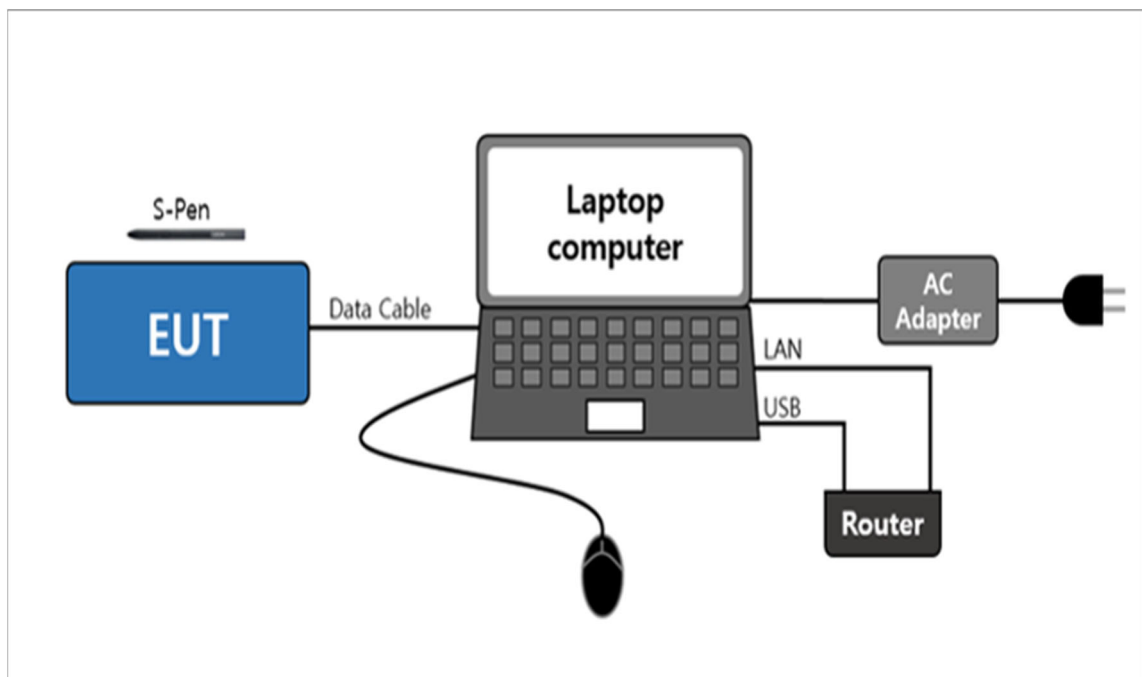 S-Pen
EUT
Data Cable
Laptop
computer
AC
Adapter
LAN
USB
Router